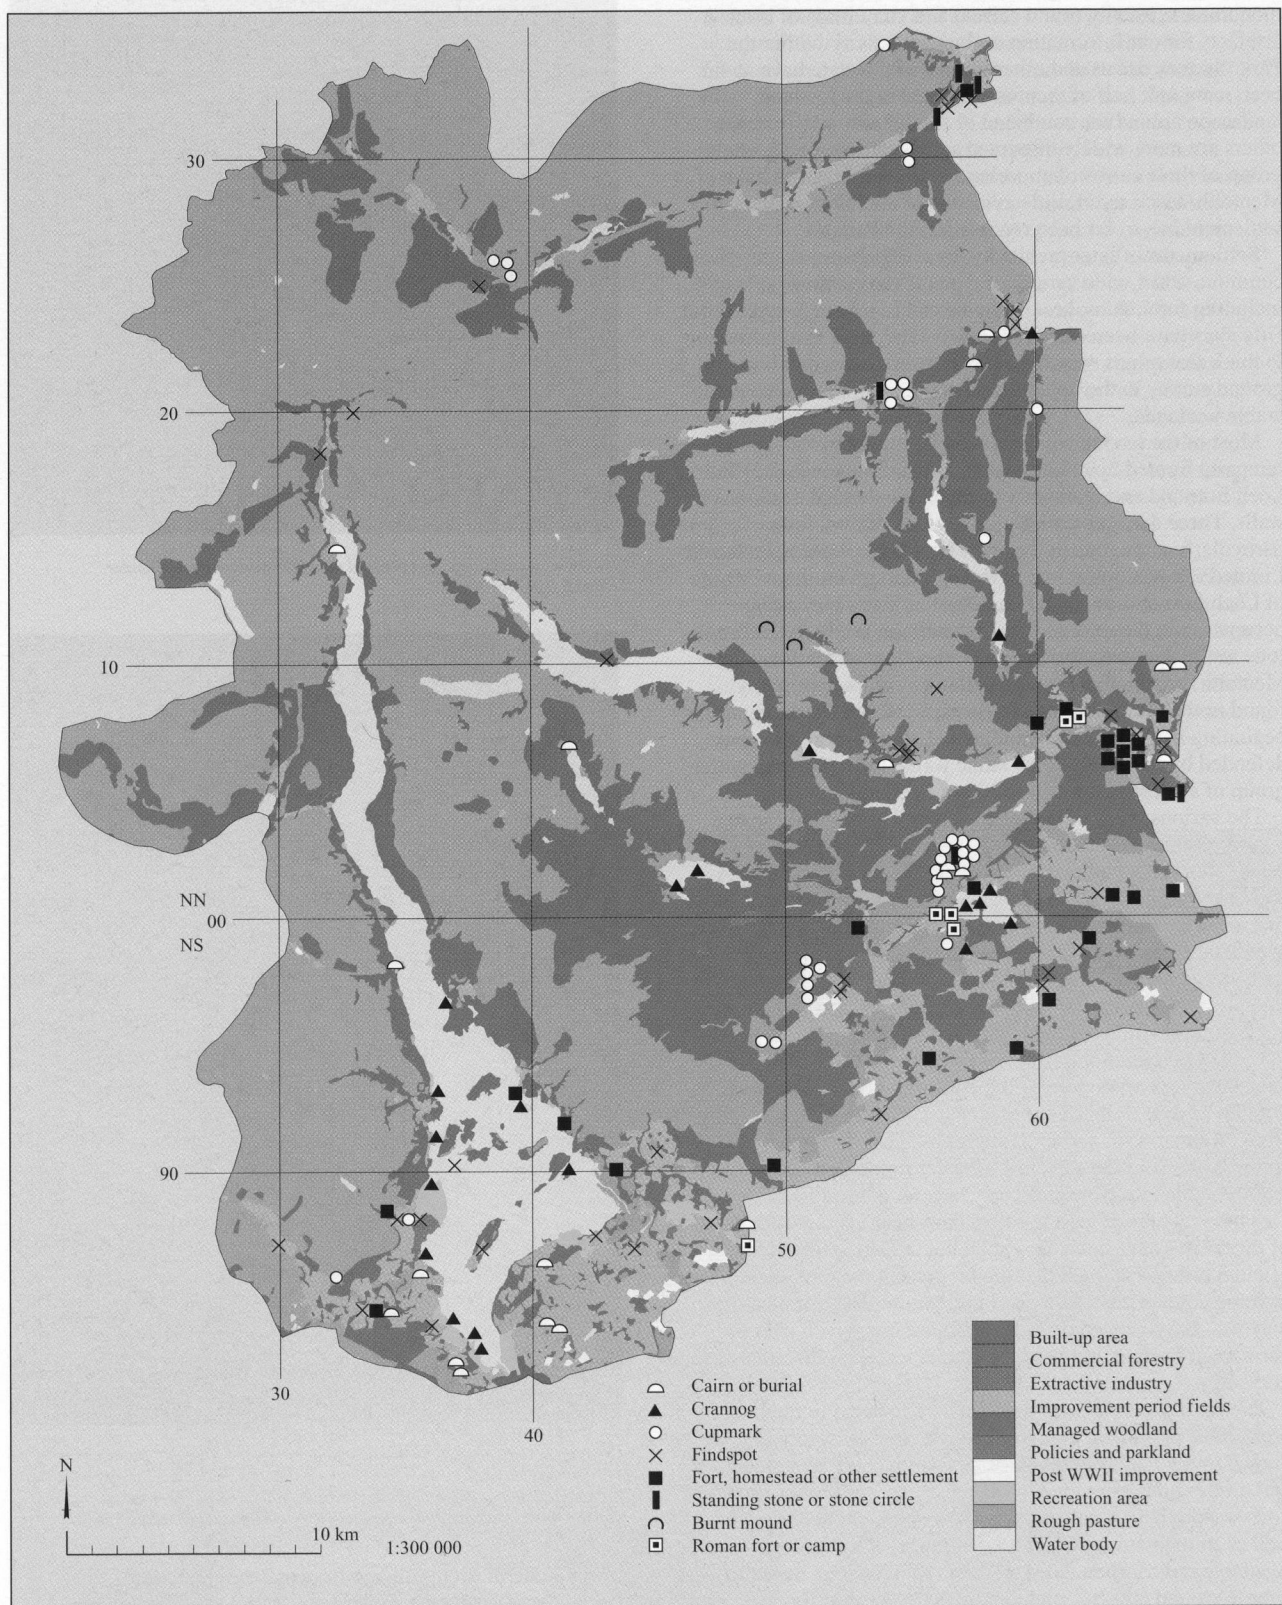 30
20
10
NN
00
NS
60
90
50
30
40
Cairn or burial
Crannog
Cupmark
Findspot
Fort, homestead or other settlement
Standing stone or stone circle
Burnt mound
Roman fort or camp
Built-up area
Commercial forestry
Extractive industry
Improvement period fields
Managed woodland
Policies and parkland
Post WWII improvement
Recreation area
Rough pasture
Water body
N
10 km
1:300 000